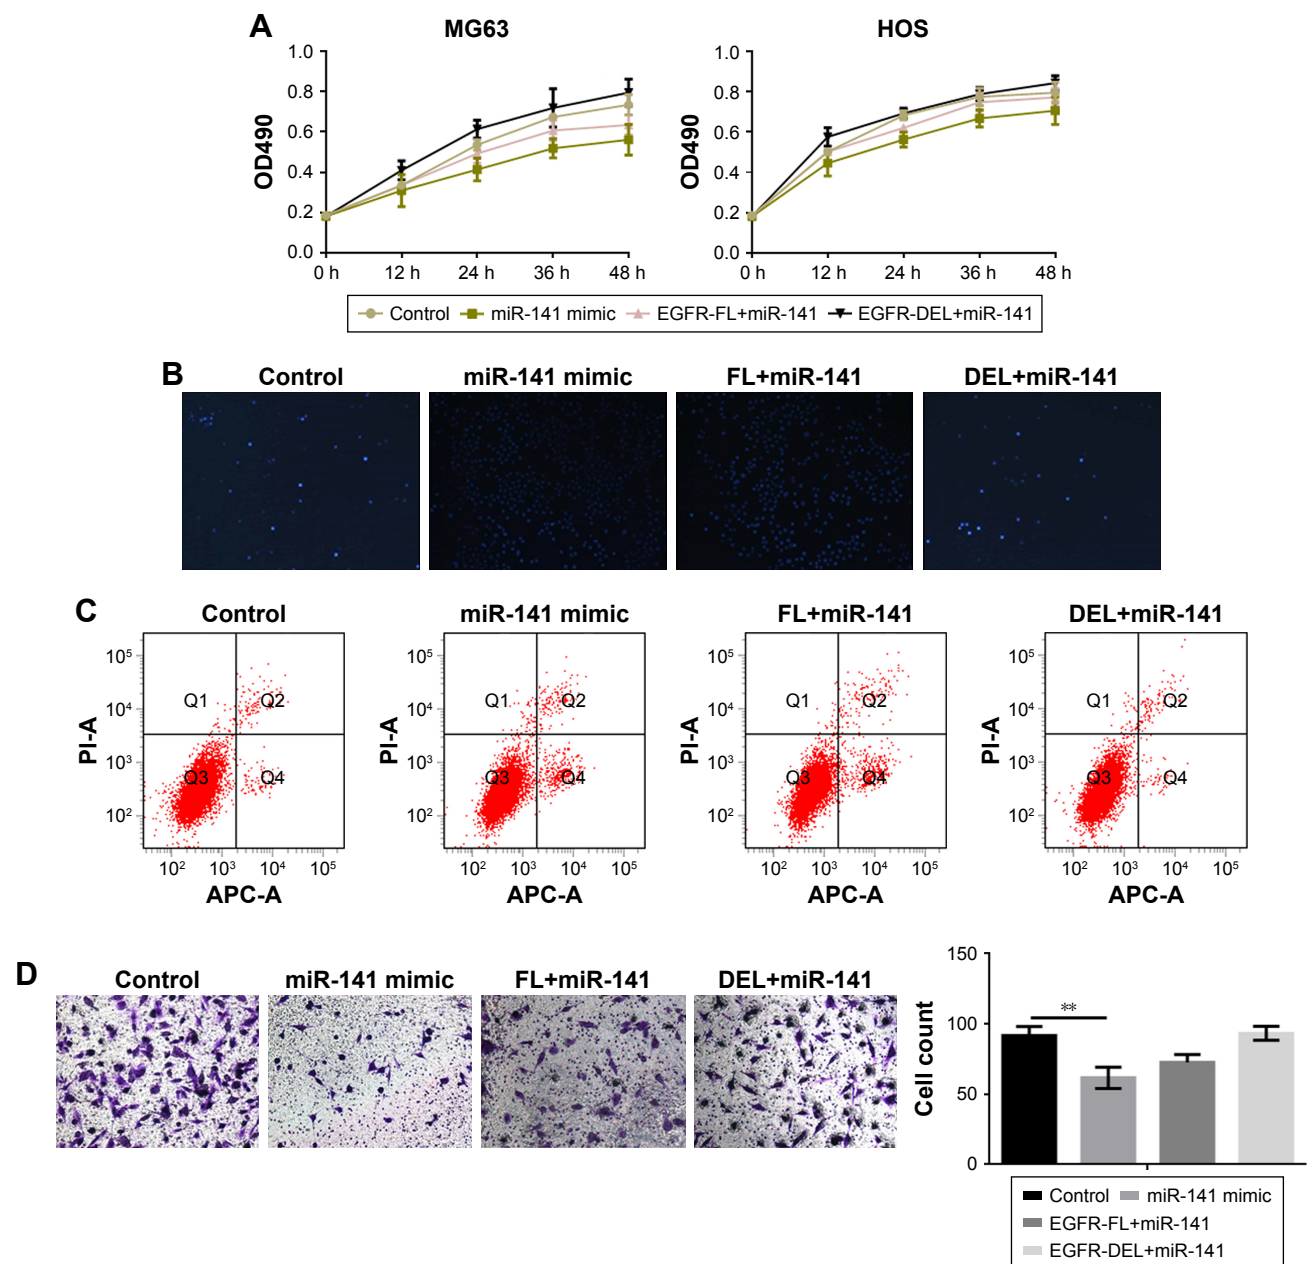 A
MG63
HOS
OD490
1.0
0.8
0.6
0.4
0.2
0.0
0 h 12 h 24 h 36 h 48 h
OD490
1.0
0.8
0.6
0.4
0.2
0.0
0 h 12 h 24 h 36 h 48 h
Control miR-141 mimic EGFR-FL+miR-141 EGFR-DEL+miR-141
B
Control miR-141 mimic FL+miR-141 DEL+miR-141
C
Control
PI-A
10⁵
10⁴
10³
10²
Q1 Q2
Q3 Q4
10² 10³ 10⁴ 10⁵
APC-A
miR-141 mimic
PI-A
10⁵
10⁴
10³
10²
Q1 Q2
Q3 Q4
10² 10³ 10⁴ 10⁵
APC-A
FL+miR-141
PI-A
10⁵
10⁴
10³
10²
Q1 Q2
Q3 Q4
10² 10³ 10⁴ 10⁵
APC-A
DEL+miR-141
PI-A
10⁵
10⁴
10³
10²
Q1 Q2
Q3 Q4
10² 10³ 10⁴ 10⁵
APC-A
D
Control miR-141 mimic FL+miR-141 DEL+miR-141
Cell count
150
100
50
0
**
Control miR-141 mimic
EGFR-FL+miR-141
EGFR-DEL+miR-141